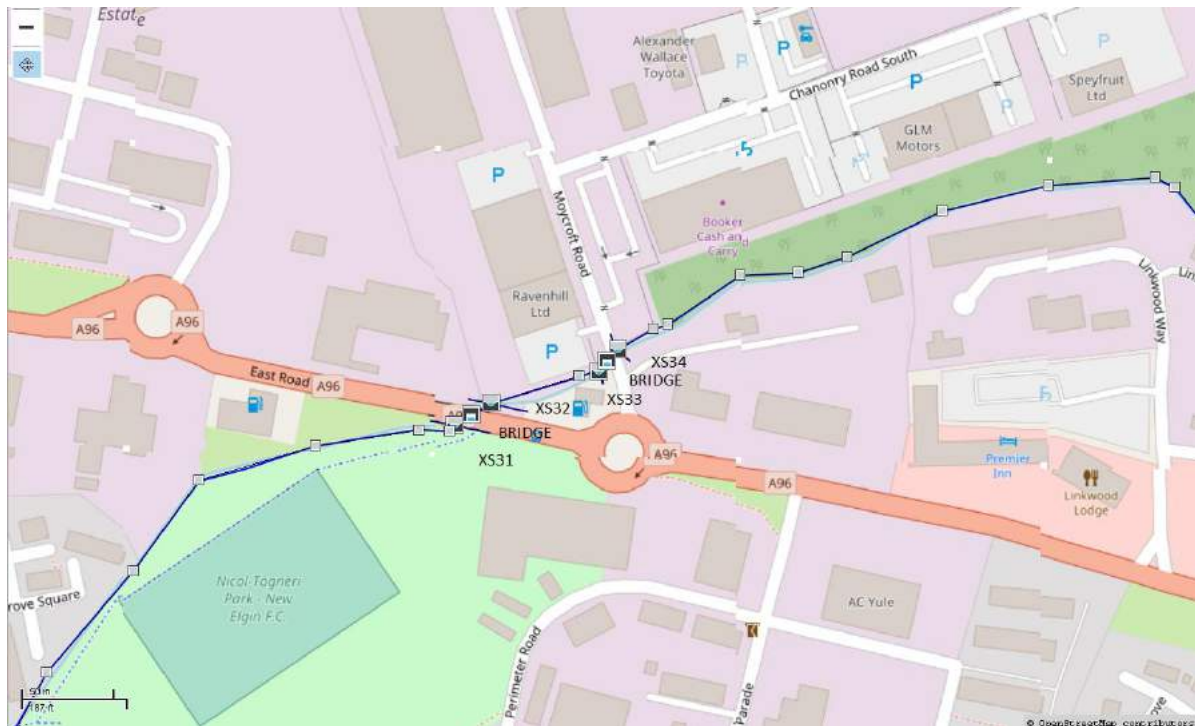 Estate
Alexander
Wallace
Toyota
P
P
P
Chanonry Road South
P
Speyfruit
Ltd
P
GLM
Motors
P
Moycroft Road
Booker
Cash and
Carry
Ravenhill
Ltd
P
Linkwood Way
A96
A96
A96
East Road
A96
XS34
BRIDGE
XS33
XS32
BRIDGE
XS31
A96
A96
Premier
Inn
Linkwood
Lodge
Nicol-Togneri
Park - New
Elgin F.C.
rove Square
AC Yule
Perimeter Road
Parade
50 m
187 ft
© OpenStreetMap contributors